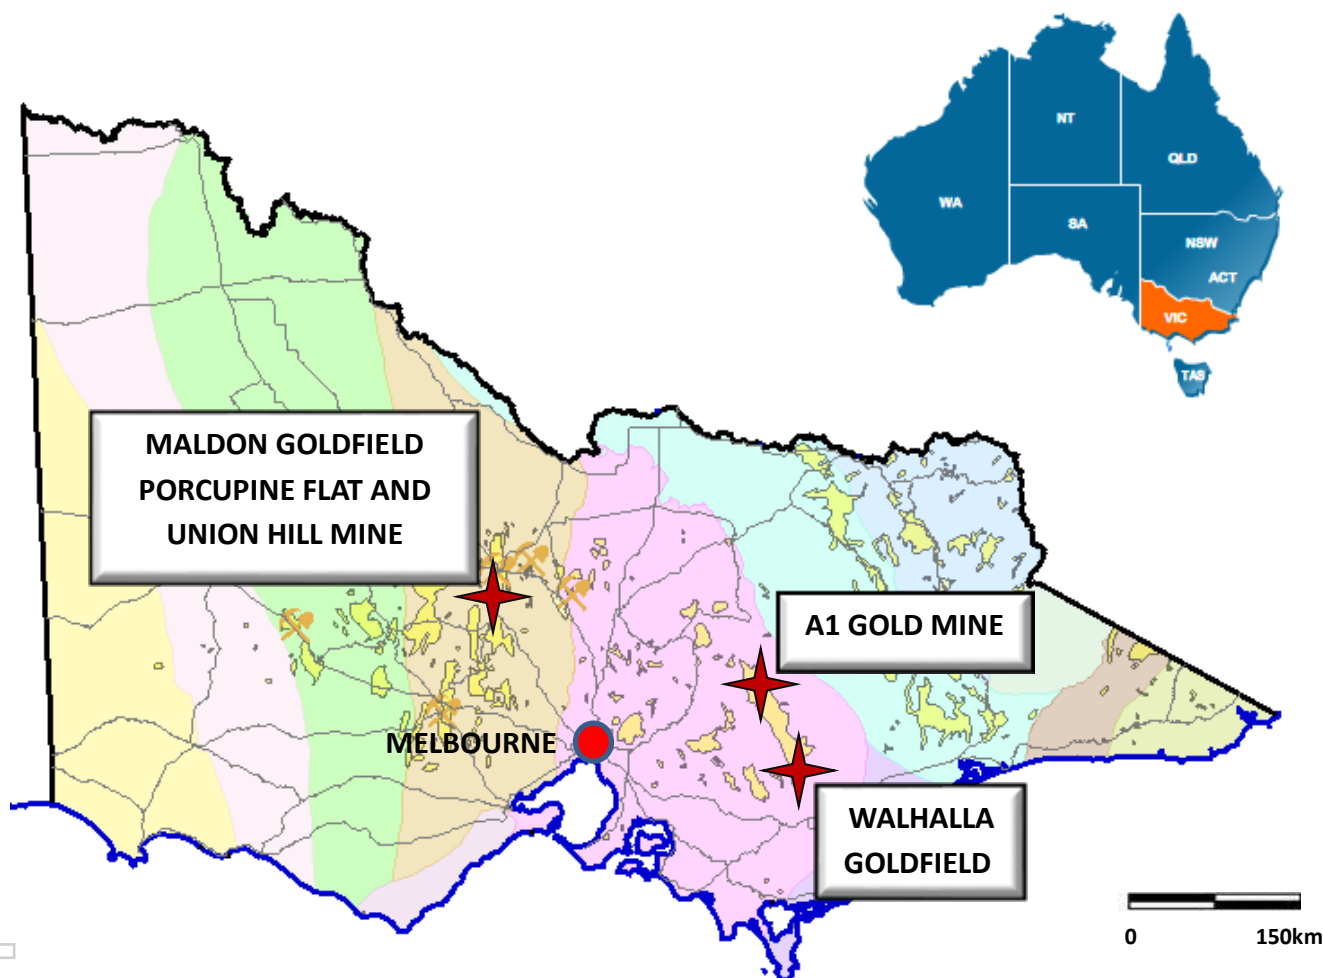 NT
QLD
WA
SA
NSW
ACT
VIC
TAS
MALDON GOLDFIELD
PORCUPINE FLAT AND
UNION HILL MINE
A1 GOLD MINE
MELBOURNE
WALHALLA
GOLDFIELD
0 150km